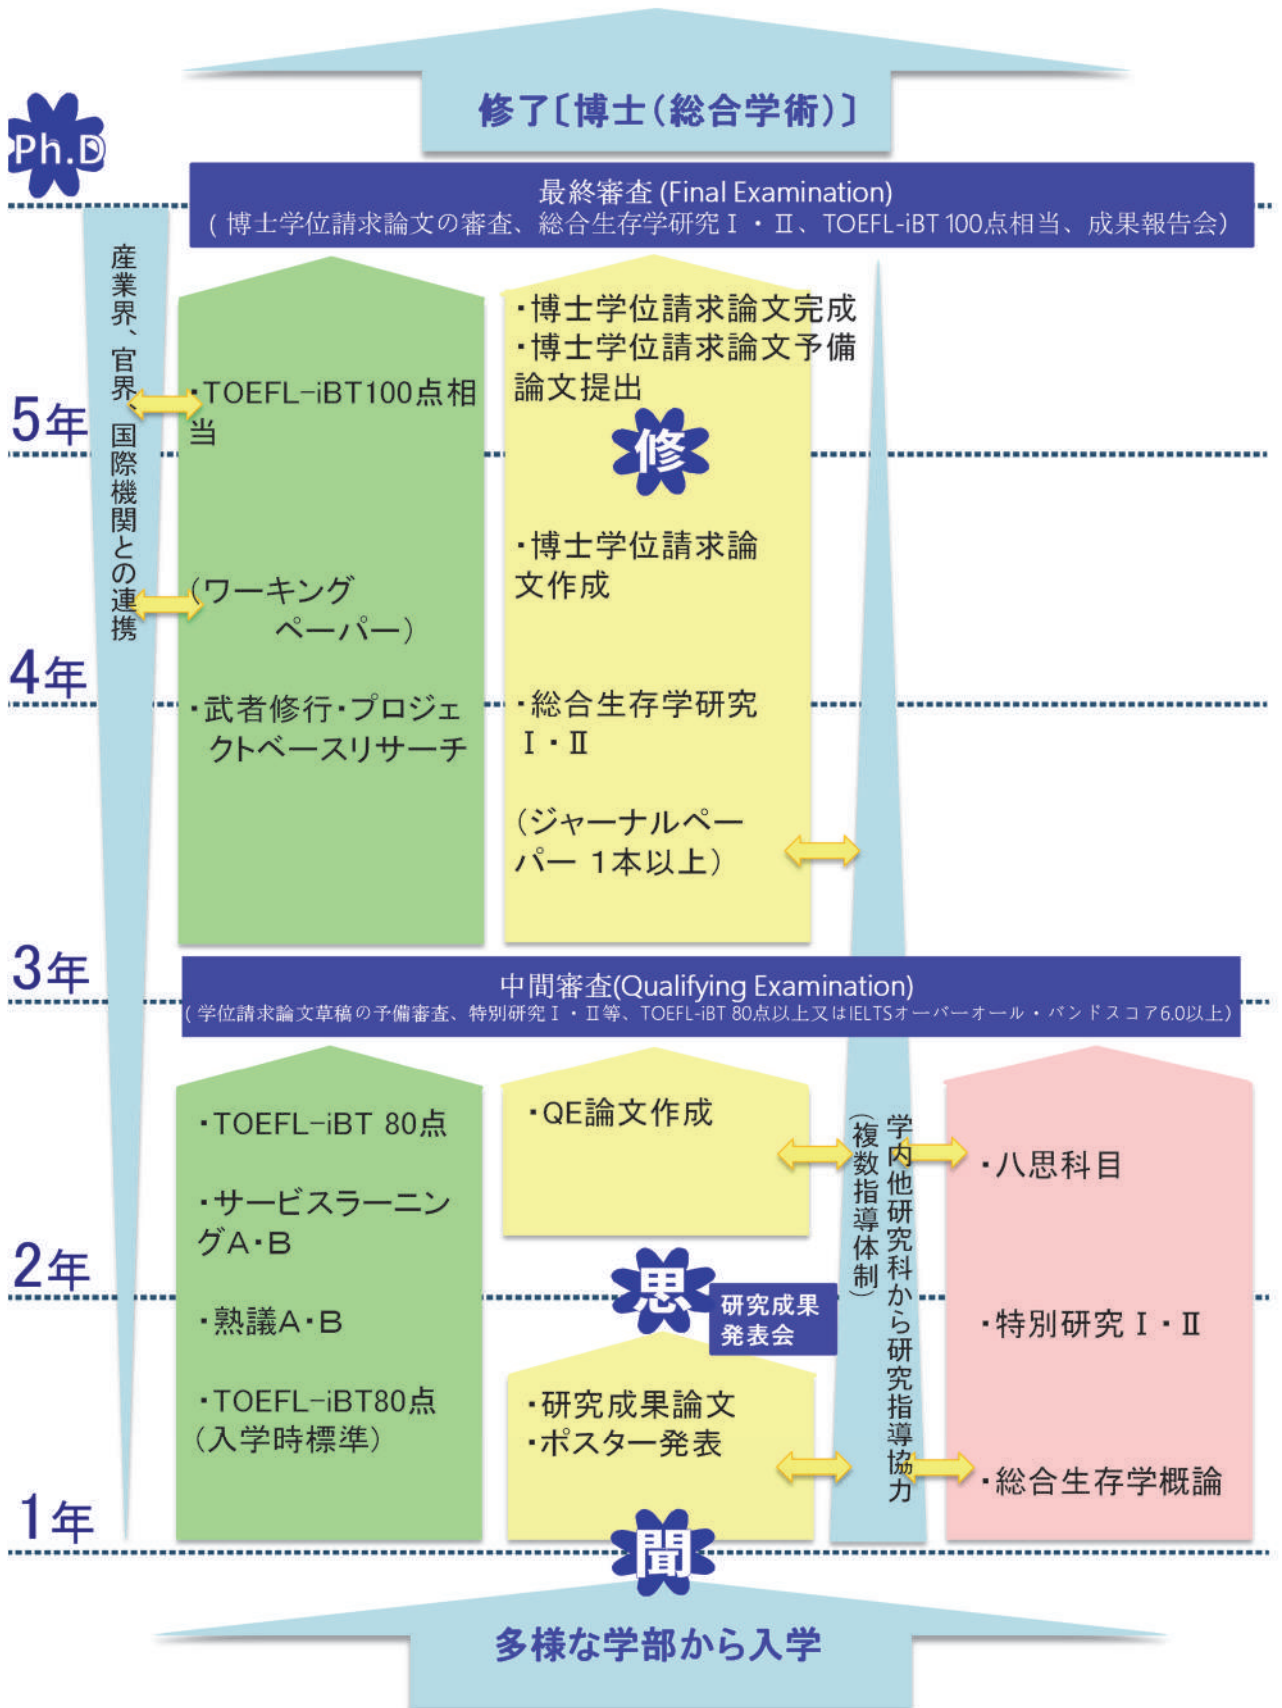 修了〔博士(総合学術)〕
Ph.D
最終審査 (Final Examination)
( 博士学位請求論文の審査、総合生存学研究Ⅰ・Ⅱ、TOEFL-iBT 100点相当、成果報告会)
産業界、官界、国際機関との連携
・TOEFL-iBT100点相
当
(ワーキング
ペーパー)
・武者修行・プロジェ
クトベースリサーチ
・博士学位請求論文完成
・博士学位請求論文予備
論文提出
修
・博士学位請求論
文作成
・総合生存学研究
Ⅰ・Ⅱ
(ジャーナルペー
パー 1本以上)
5年
4年
3年
中間審査(Qualifying Examination)
( 学位請求論文草稿の予備審査、特別研究Ⅰ・Ⅱ等、TOEFL-iBT 80点以上又はIELTSオーバーオール・バンドスコア6.0以上)
・TOEFL-iBT 80点
・サービスラーニン
グA・B
・熟議A・B
・TOEFL-iBT80点
(入学時標準)
・QE論文作成
思
研究成果
発表会
・研究成果論文
・ポスター発表
聞
学内他研究科から研究指導協力
(複数指導体制)
・八思科目
・特別研究Ⅰ・Ⅱ
・総合生存学概論
2年
1年
多様な学部から入学